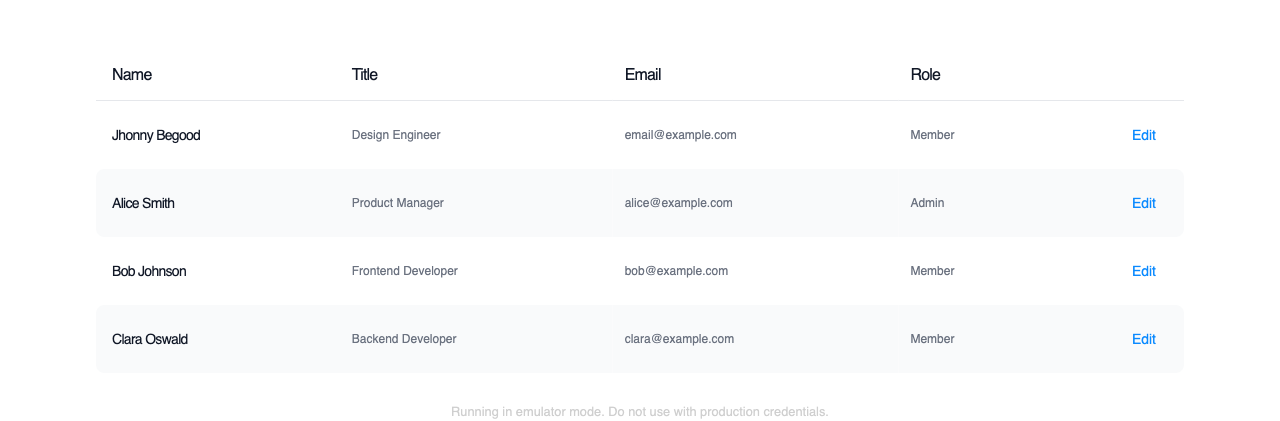 Name Title Email Role
Jhonny Begood Design Engineer email@example.com Member Edit
Alice Smith Product Manager alice@example.com Admin Edit
Bob Johnson Frontend Developer bob@example.com Member Edit
Clara Oswald Backend Developer clara@example.com Member Edit
Running in emulator mode. Do not use with production credentials.